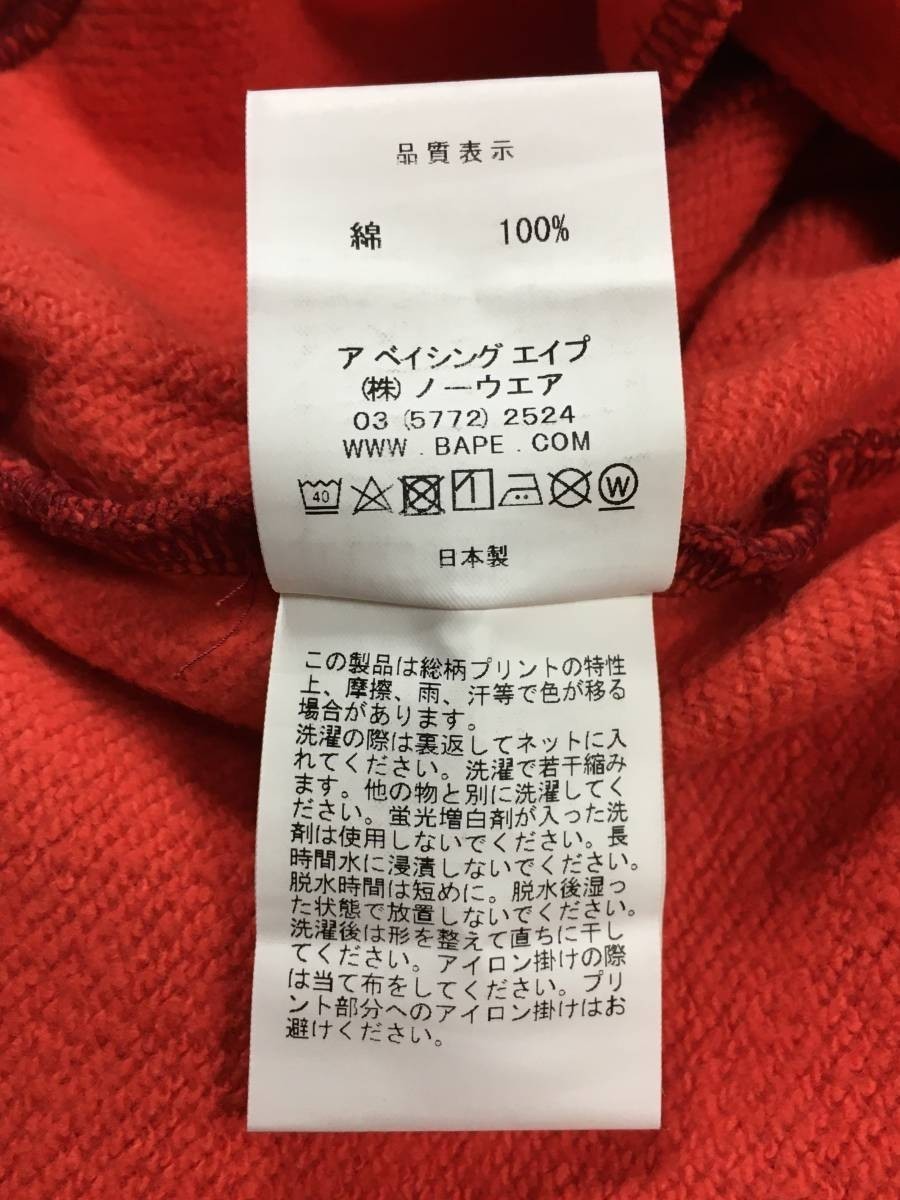 品質表示
綿 100%
ア ベイシング エイプ
(株) ノーウエア
03 (5772) 2524
WWW . BAPE . COM
40 W
日本製
この製品は総柄プリントの特性
上、摩擦、雨、汗等で色が移る
場合があります。
洗濯の際は裏返してネットに入
れてください。洗濯で若干縮み
ます。他の物と別に洗濯してく
ださい。蛍光増白剤が入った洗
剤は使用しないでください。長
時間水に浸漬しないでください。
脱水時間は短めに。脱水後湿っ
た状態で放置しないでください。
洗濯後は形を整えて直ちに干し
てください。アイロン掛けの際
は当て布をしてください。プリ
ント部分へのアイロン掛けはお
避けください。